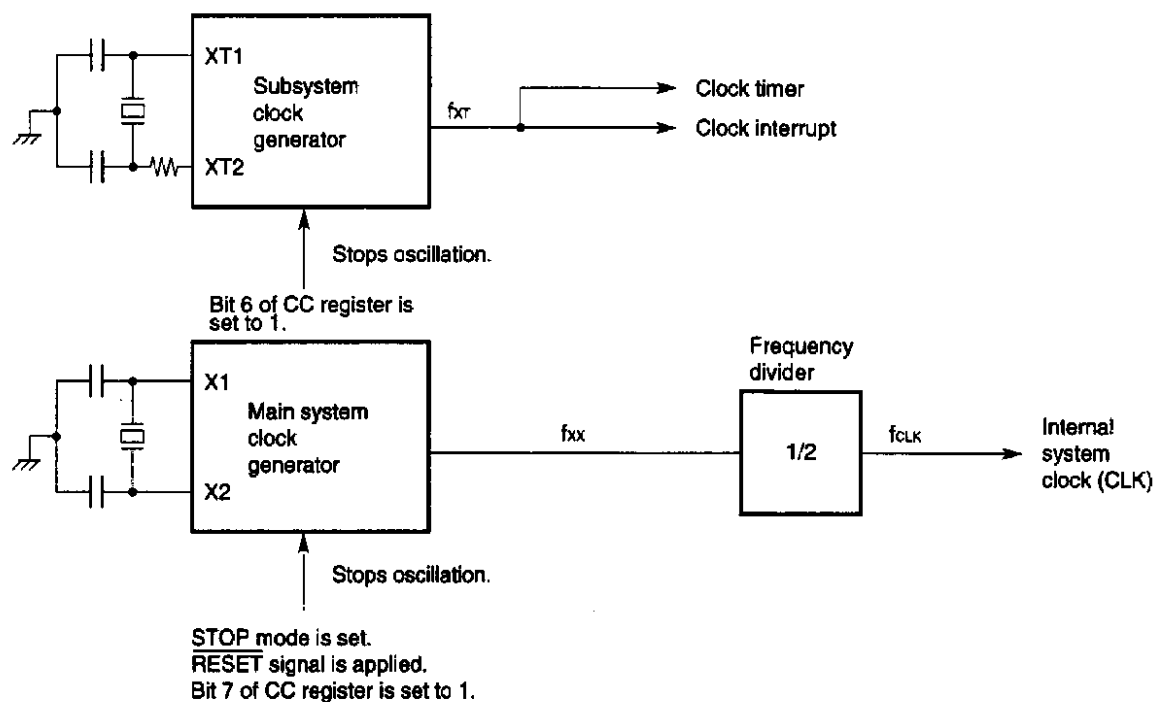 XT1
Subsystem
clock
generator
XT2
fXT
Clock timer
Clock interrupt
Stops oscillation.
Bit 6 of CC register is
set to 1.
X1
Main system
clock
generator
X2
fXX
Frequency
divider
1/2
fCLK
Internal
system
clock (CLK)
Stops oscillation.
STOP mode is set.
RESET signal is applied.
Bit 7 of CC register is set to 1.